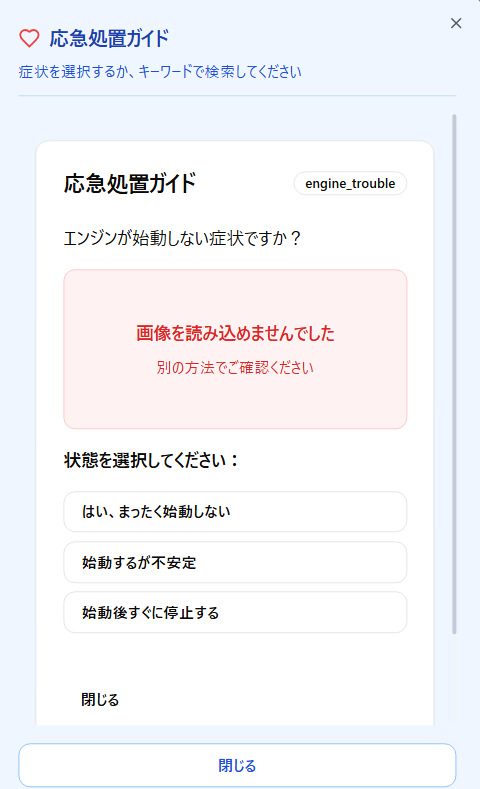 応急処置ガイド
症状を選択するか、キーワードで検索してください
応急処置ガイド
engine_trouble
エンジンが始動しない症状ですか？
画像を読み込めませんでした
別の方法でご確認ください
状態を選択してください：
はい、まったく始動しない
始動するが不安定
始動後すぐに停止する
閉じる
閉じる